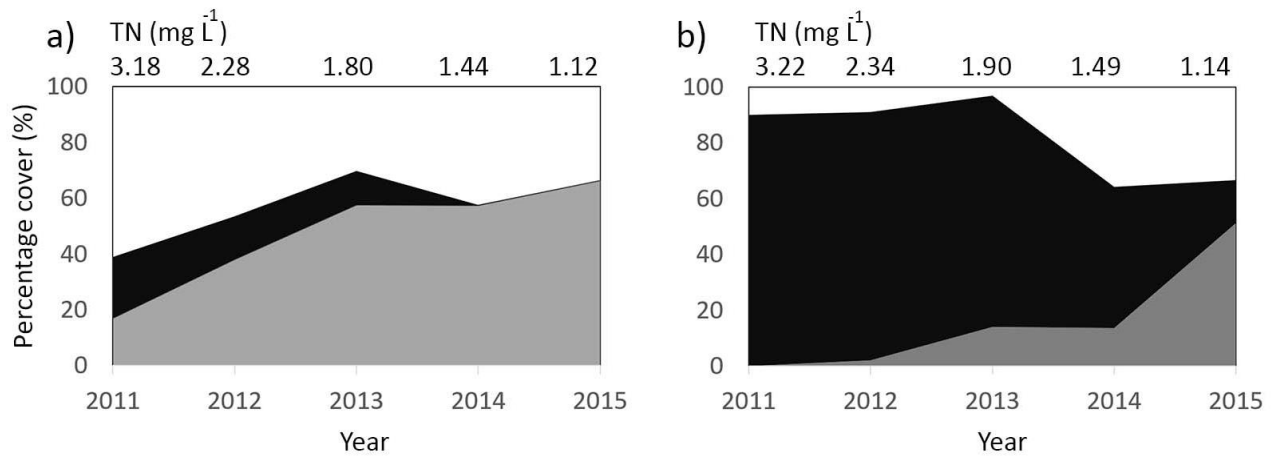 a) TN (mg L-1)
3.18 2.28 1.80 1.44 1.12
100
80
60
40
20
0
Percentage cover (%)
2011 2012 2013 2014 2015
Year
b) TN (mg L-1)
3.22 2.34 1.90 1.49 1.14
100
80
60
40
20
0
2011 2012 2013 2014 2015
Year